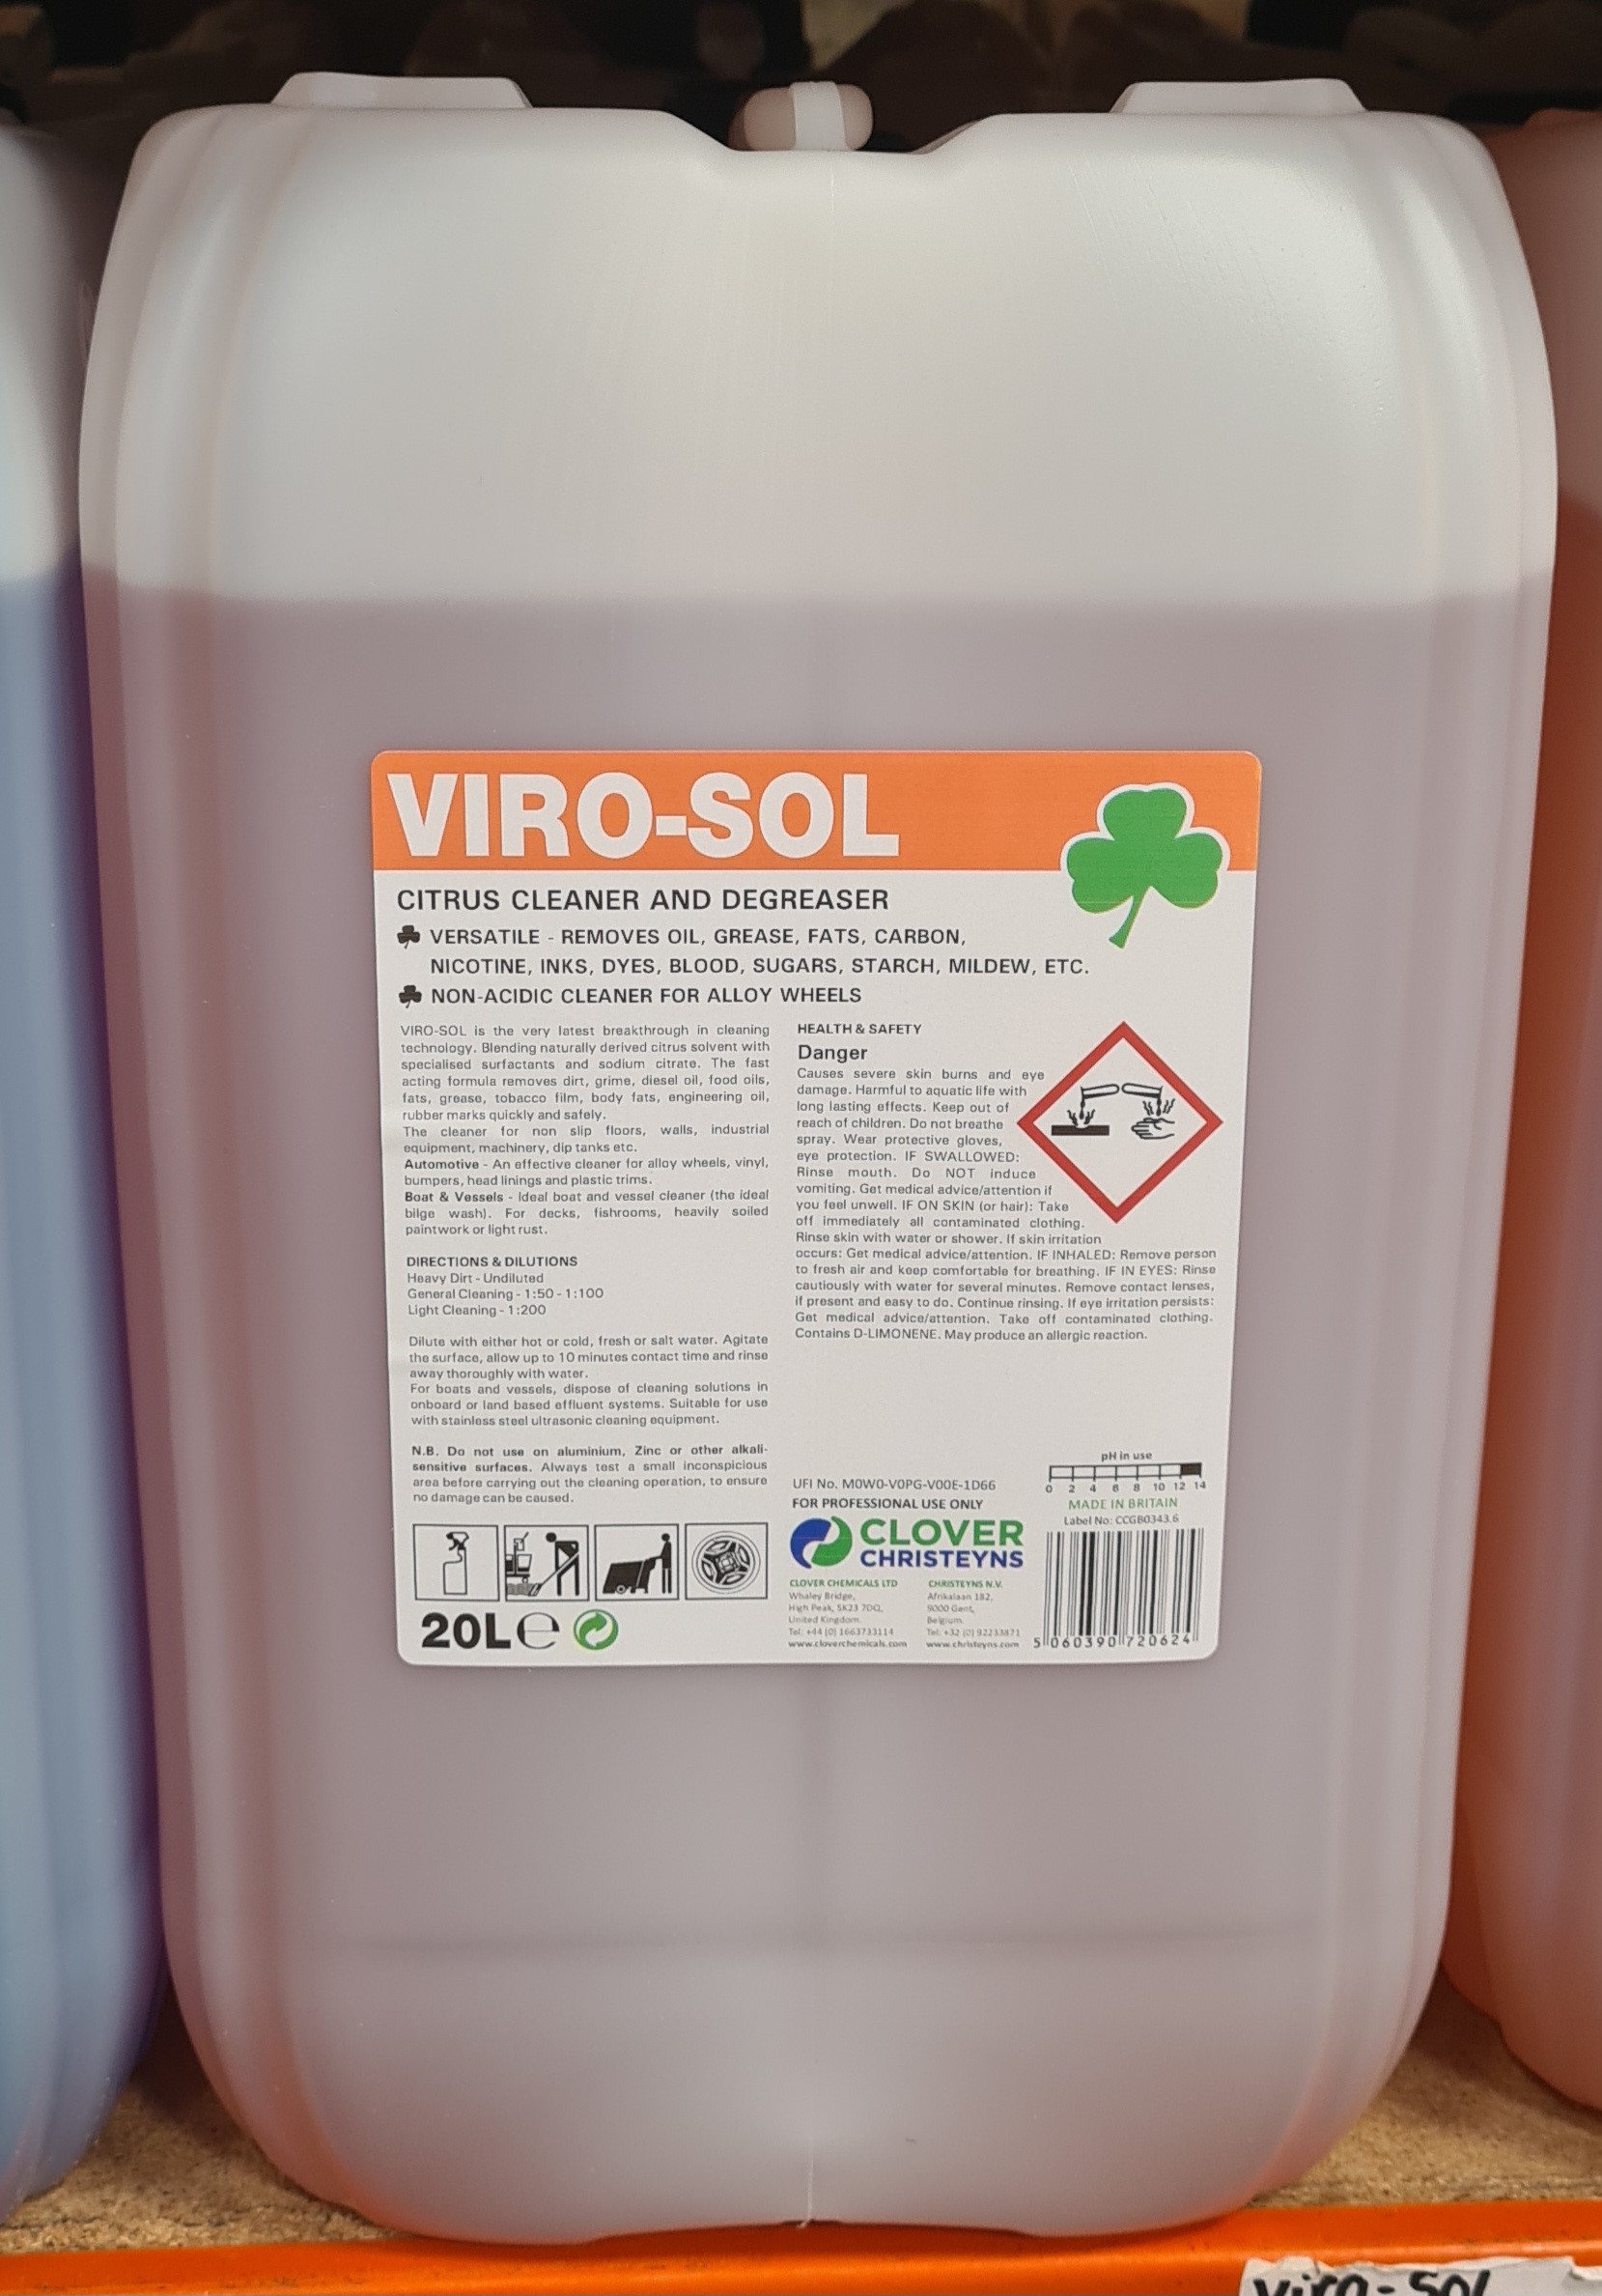 VIRO-SOL
CITRUS CLEANER AND DEGREASER
VERSATILE - REMOVES OIL, GREASE, FATS, CARBON,
NICOTINE, INKS, DYES, BLOOD, SUGARS, STARCH, MILDEW, ETC.
NON-ACIDIC CLEANER FOR ALLOY WHEELS
VIRO-SOL is the very latest breakthrough in cleaning
technology. Blending naturally derived citrus solvent with
specialised surfactants and sodium citrate. The fast
acting formula removes dirt, grime, diesel oil, food oils,
fats, grease, tobacco film, body fats, engineering oil,
rubber marks quickly and safely.
The cleaner for non slip floors, walls, industrial
equipment, machinery, dip tanks etc.
Automotive - An effective cleaner for alloy wheels, vinyl,
bumpers, head linings and plastic trims.
Boat & Vessels - Ideal boat and vessel cleaner (the ideal
bilge wash). For decks, fishrooms, heavily soiled
paintwork or light rust.
DIRECTIONS & DILUTIONS
Heavy Dirt - Undiluted
General Cleaning - 1:50 - 1:100
Light Cleaning - 1:200
Dilute with either hot or cold, fresh or salt water. Agitate
the surface, allow up to 10 minutes contact time and rinse
away thoroughly with water.
For boats and vessels, dispose of cleaning solutions in
onboard or land based effluent systems. Suitable for use
with stainless steel ultrasonic cleaning equipment.
N.B. Do not use on aluminium, Zinc or other alkali-
sensitive surfaces. Always test a small inconspicious
area before carrying out the cleaning operation, to ensure
no damage can be caused.
20L e
HEALTH & SAFETY
Danger
Causes severe skin burns and eye
damage. Harmful to aquatic life with
long lasting effects. Keep out of
reach of children. Do not breathe
spray. Wear protective gloves,
eye protection. IF SWALLOWED:
Rinse mouth. Do NOT induce
vomiting. Get medical advice/attention if
you feel unwell. IF ON SKIN (or hair): Take
off immediately all contaminated clothing.
Rinse skin with water or shower. If skin irritation
occurs: Get medical advice/attention. IF INHALED: Remove person
to fresh air and keep comfortable for breathing. IF IN EYES: Rinse
cautiously with water for several minutes. Remove contact lenses,
if present and easy to do. Continue rinsing. If eye irritation persists:
Get medical advice/attention. Take off contaminated clothing.
Contains D-LIMONENE. May produce an allergic reaction.
UFI No. M0W0-V0PG-V00E-1D66
FOR PROFESSIONAL USE ONLY
CLOVER
CHRISTEYNS
CLOVER CHEMICALS LTD
Whaley Bridge,
High Peak, SK23 7DQ,
United Kingdom.
Tel: +44 (0) 1663733114
www.cloverchemicals.com
CHRISTEYNS N.V.
Afrikalaan 182,
9000 Gent,
Belgium.
Tel: +32 (0) 92233871
www.christeyns.com
pH in use
0 2 4 6 8 10 12 14
MADE IN BRITAIN
Label No: CCGB0343.6
5 060390 720624
Viro-Sol